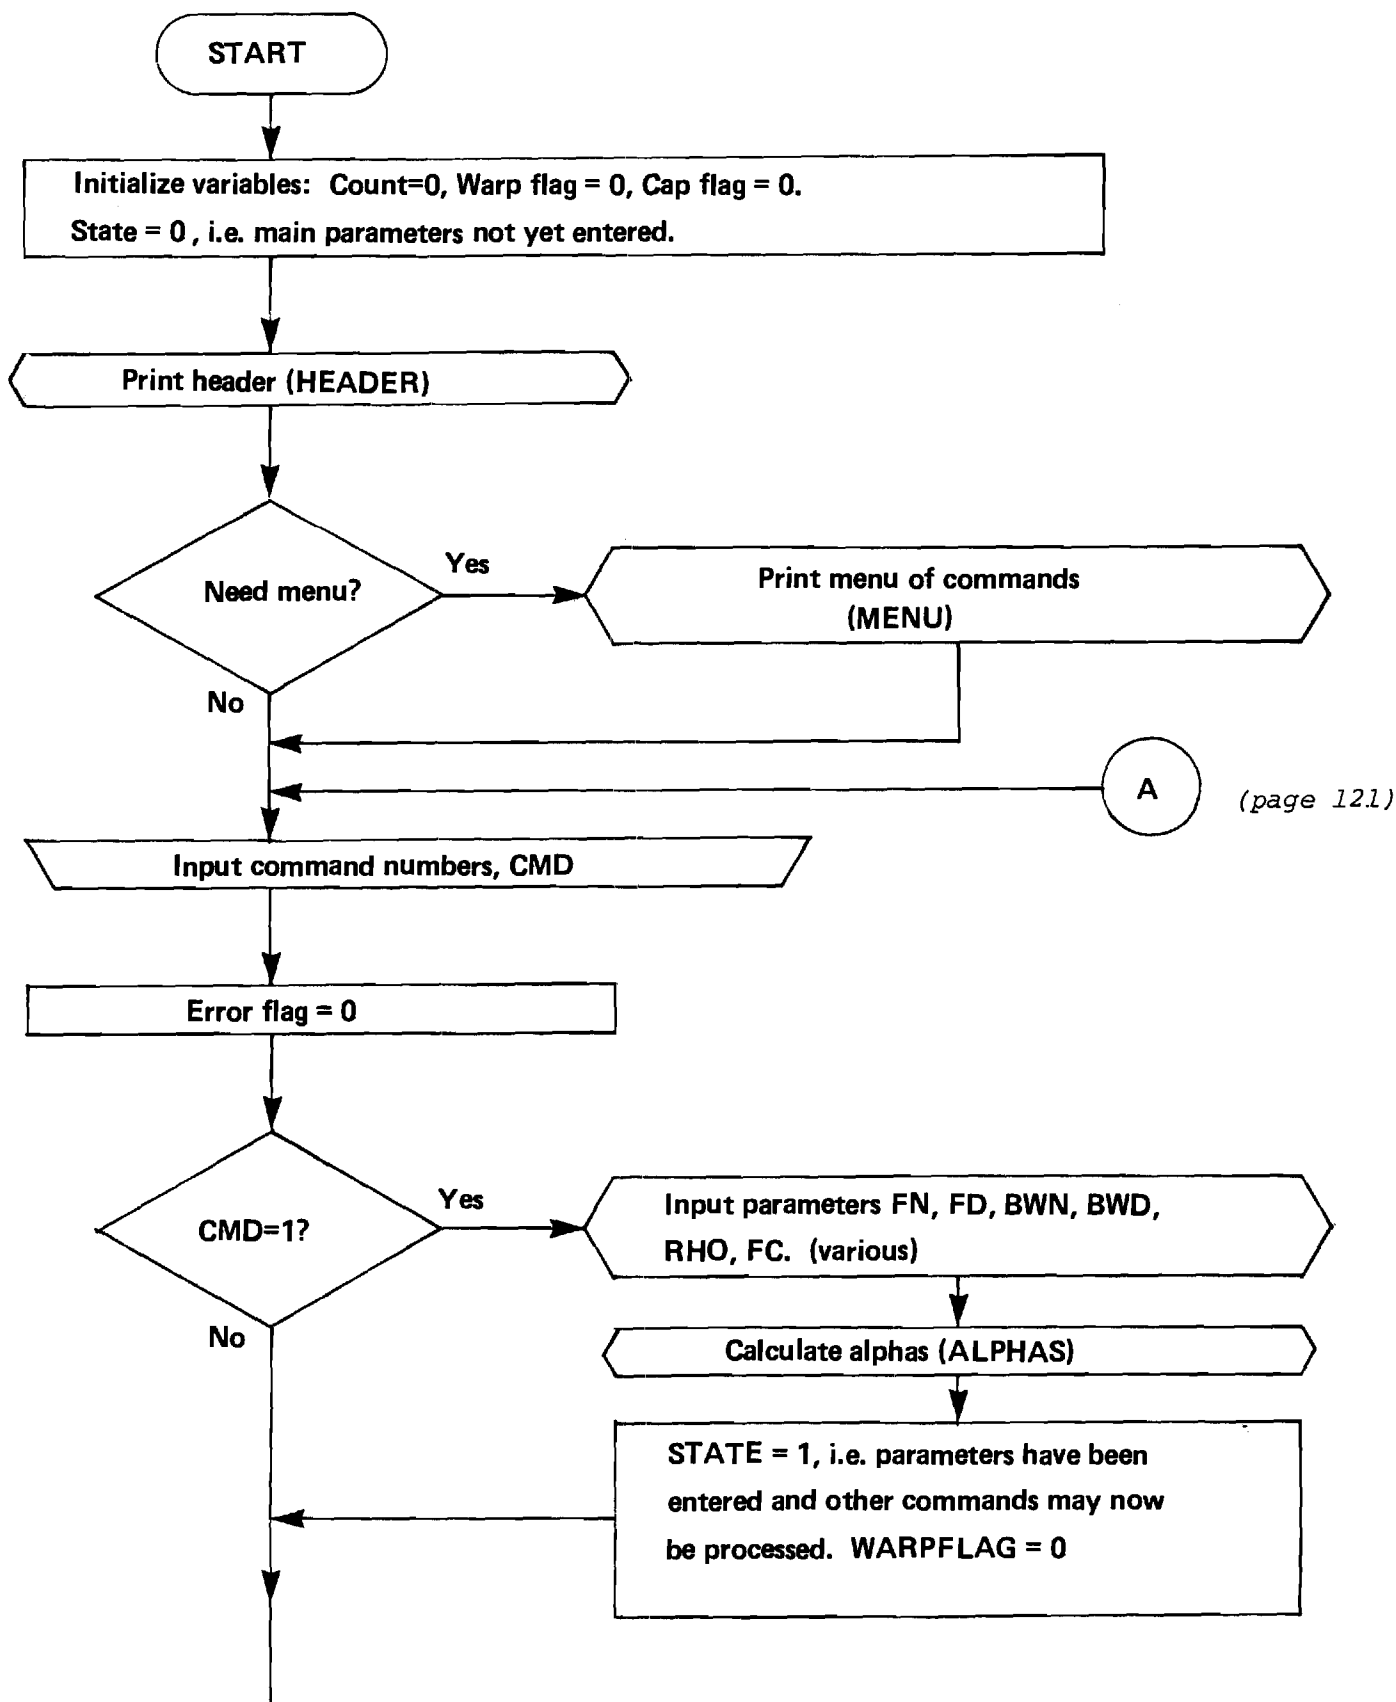 START
Initialize variables: Count=0, Warp flag = 0, Cap flag = 0.
State = 0 , i.e. main parameters not yet entered.
Print header (HEADER)
Need menu?
Yes
Print menu of commands
(MENU)
No
A
(page 121)
Input command numbers, CMD
Error flag = 0
CMD=1?
Yes
Input parameters FN, FD, BWN, BWD,
RHO, FC. (various)
No
Calculate alphas (ALPHAS)
STATE = 1, i.e. parameters have been
entered and other commands may now
be processed. WARPFLAG = 0